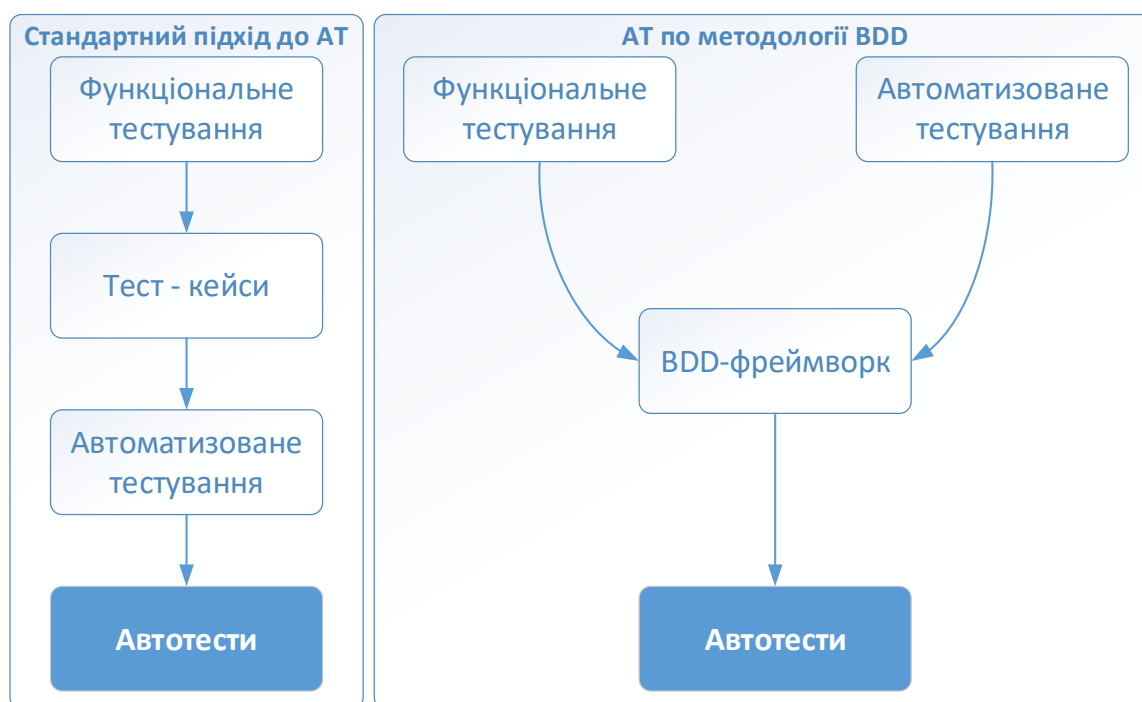 Стандартний підхід до АТ
Функціональне
тестування
Тест - кейси
Автоматизоване
тестування
Автотести
АТ по методології BDD
Функціональне
тестування
Автоматизоване
тестування
BDD-фреймворк
Автотести